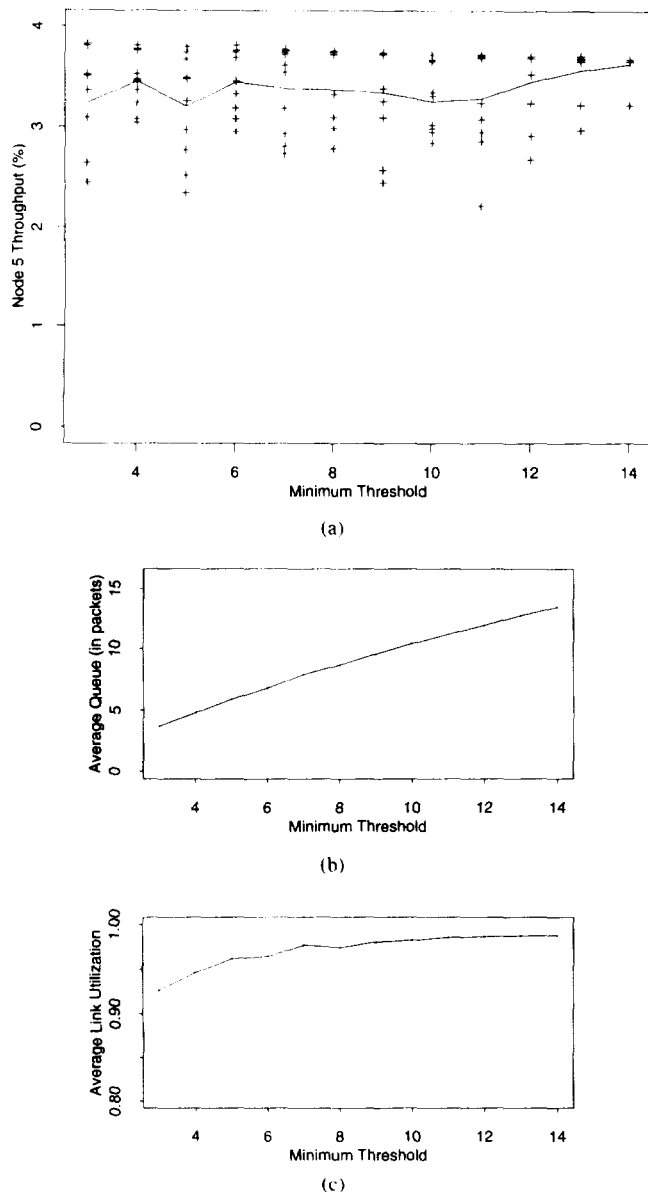 4
3
2
1
0
Node 5 Throughput (%)
4 6 8 10 12 14
Minimum Threshold
(a)
15
10
5
0
Average Queue (in packets)
4 6 8 10 12 14
Minimum Threshold
(b)
1.00
0.90
0.80
Average Link Utilization
4 6 8 10 12 14
Minimum Threshold
(c)